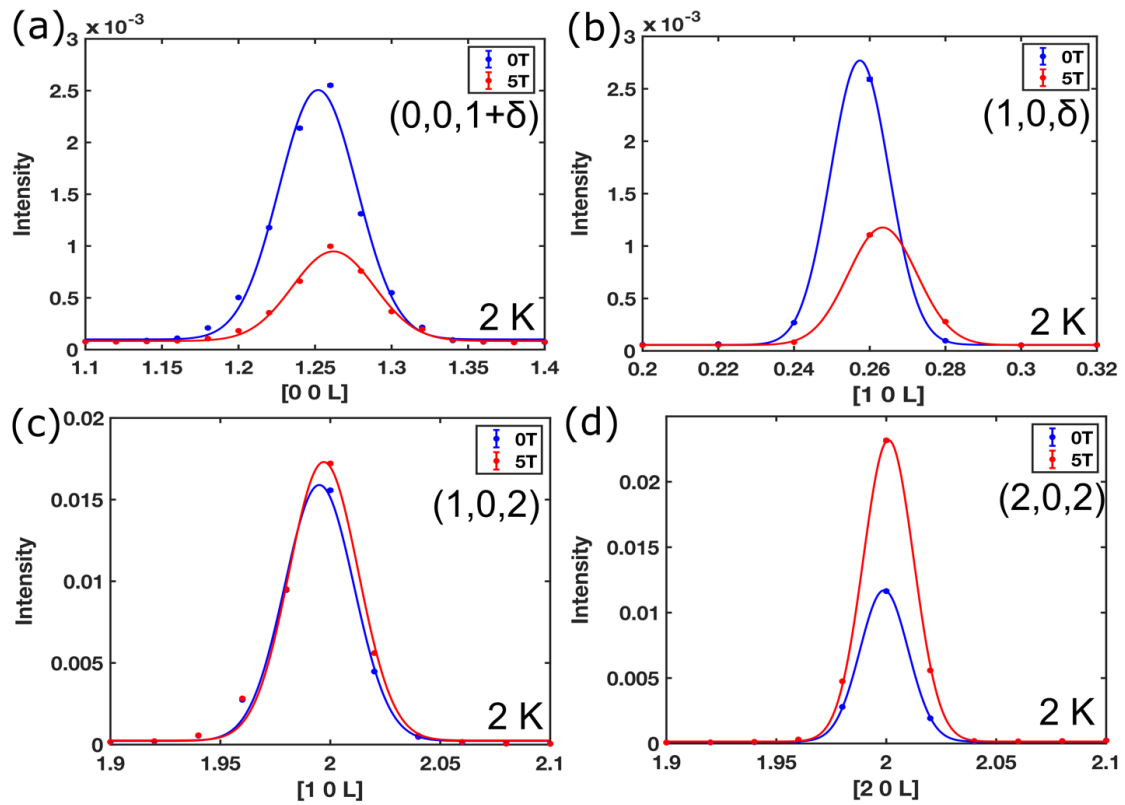 (a)
x 10⁻³
3
2.5
2
1.5
1
0.5
0
Intensity
0T
5T
(0,0,1+δ)
2 K
1.1 1.15 1.2 1.25 1.3 1.35 1.4
[0 0 L]
(b)
x 10⁻³
3
2.5
2
1.5
1
0.5
0
Intensity
0T
5T
(1,0,δ)
2 K
0.2 0.22 0.24 0.26 0.28 0.3 0.32
[1 0 L]
(c)
0.02
0.015
0.01
0.005
0
Intensity
0T
5T
(1,0,2)
2 K
1.9 1.95 2 2.05 2.1
[1 0 L]
(d)
0.02
0.015
0.01
0.005
0
Intensity
0T
5T
(2,0,2)
2 K
1.9 1.95 2 2.05 2.1
[2 0 L]